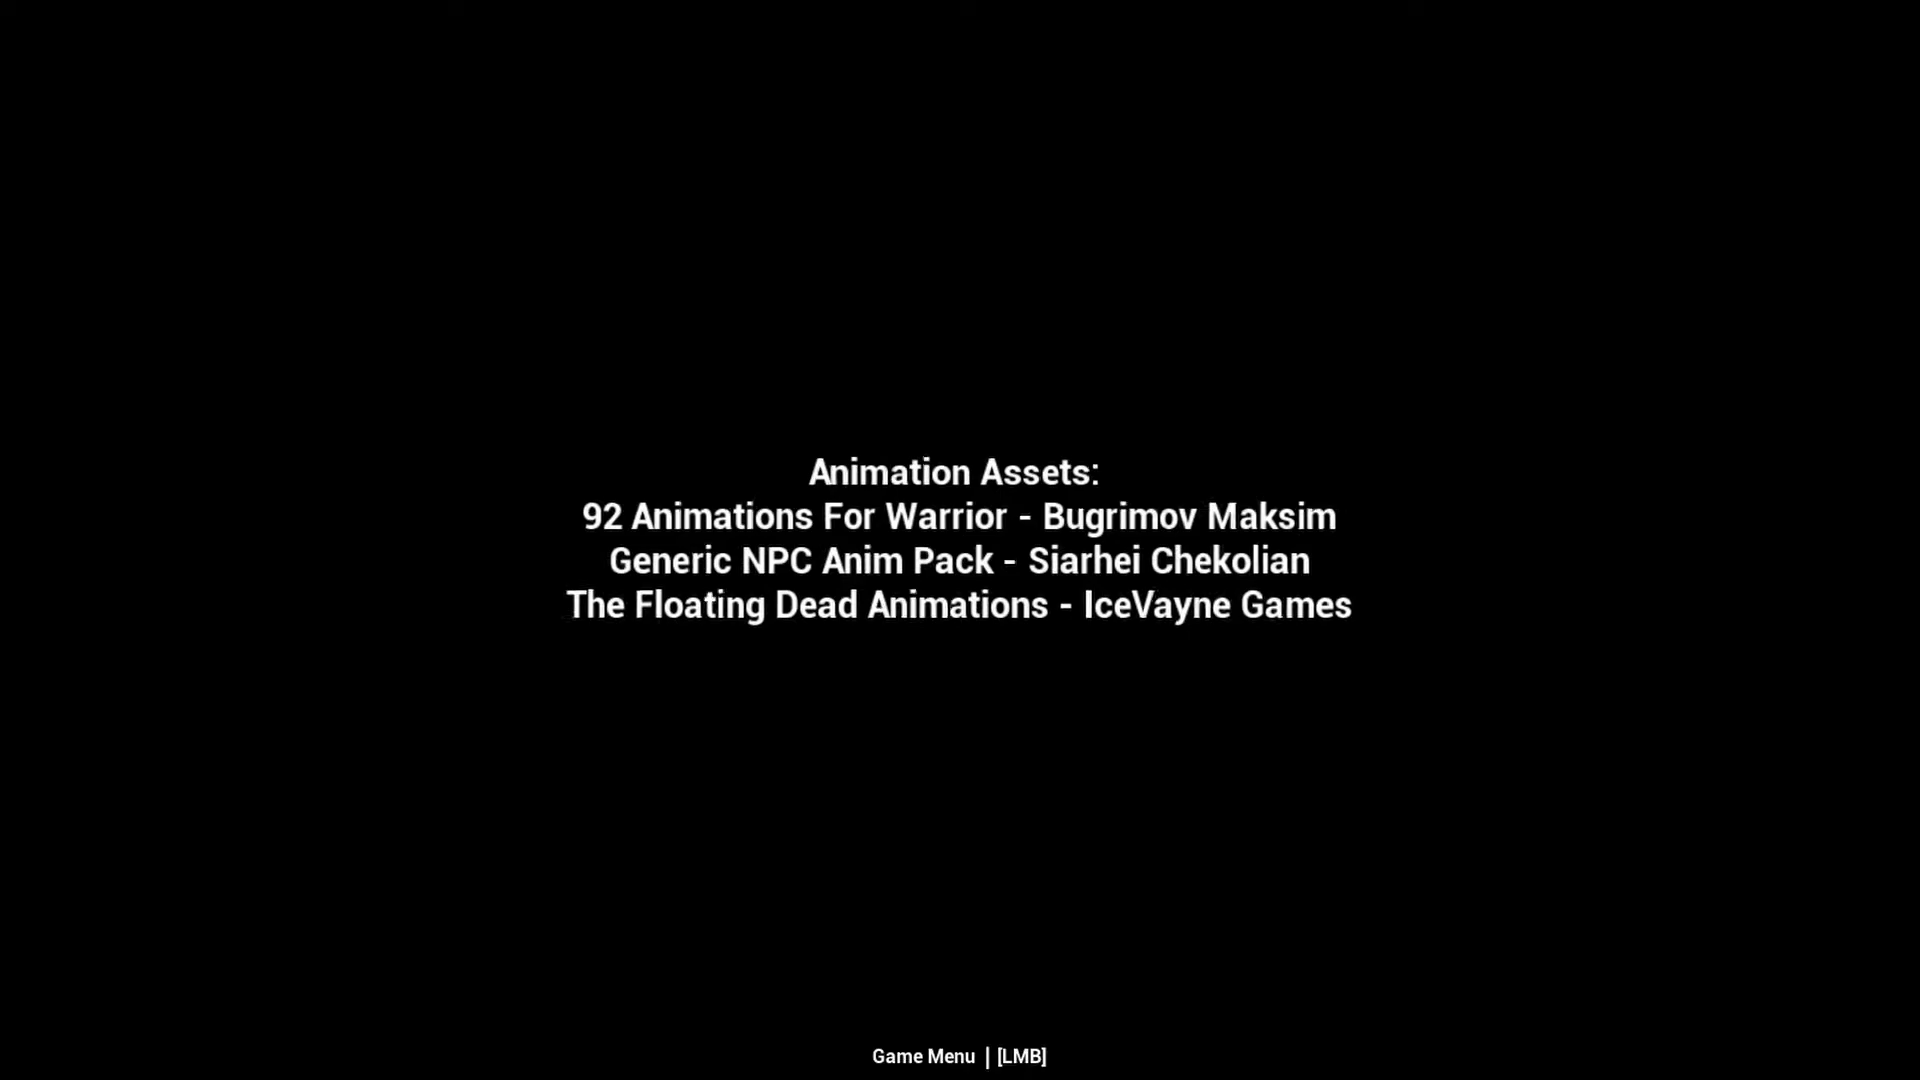 Animation Assets:
92 Animations For Warrior - Bugrimov Maksim
Generic NPC Anim Pack - Siarhei Chekolian
The Floating Dead Animations - IceVayne Games
Game Menu | [LMB]